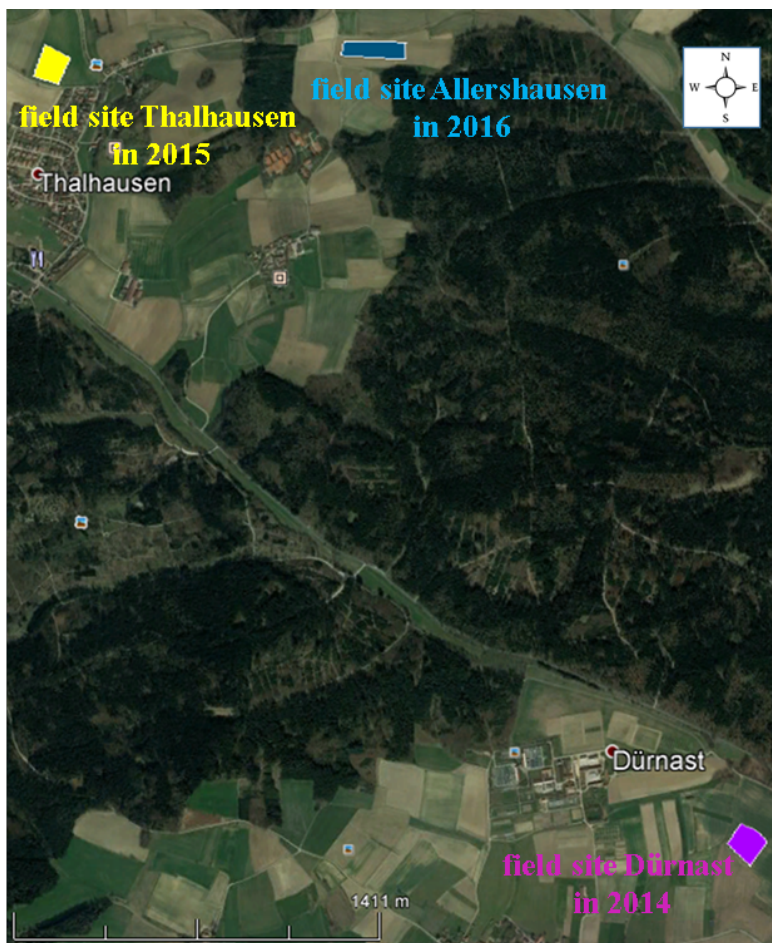 field site Allershausen
in 2016
N
W E
S
field site Thalhausen
in 2015
Thalhausen
Dürnast
field site Dürnast
in 2014
1411 m